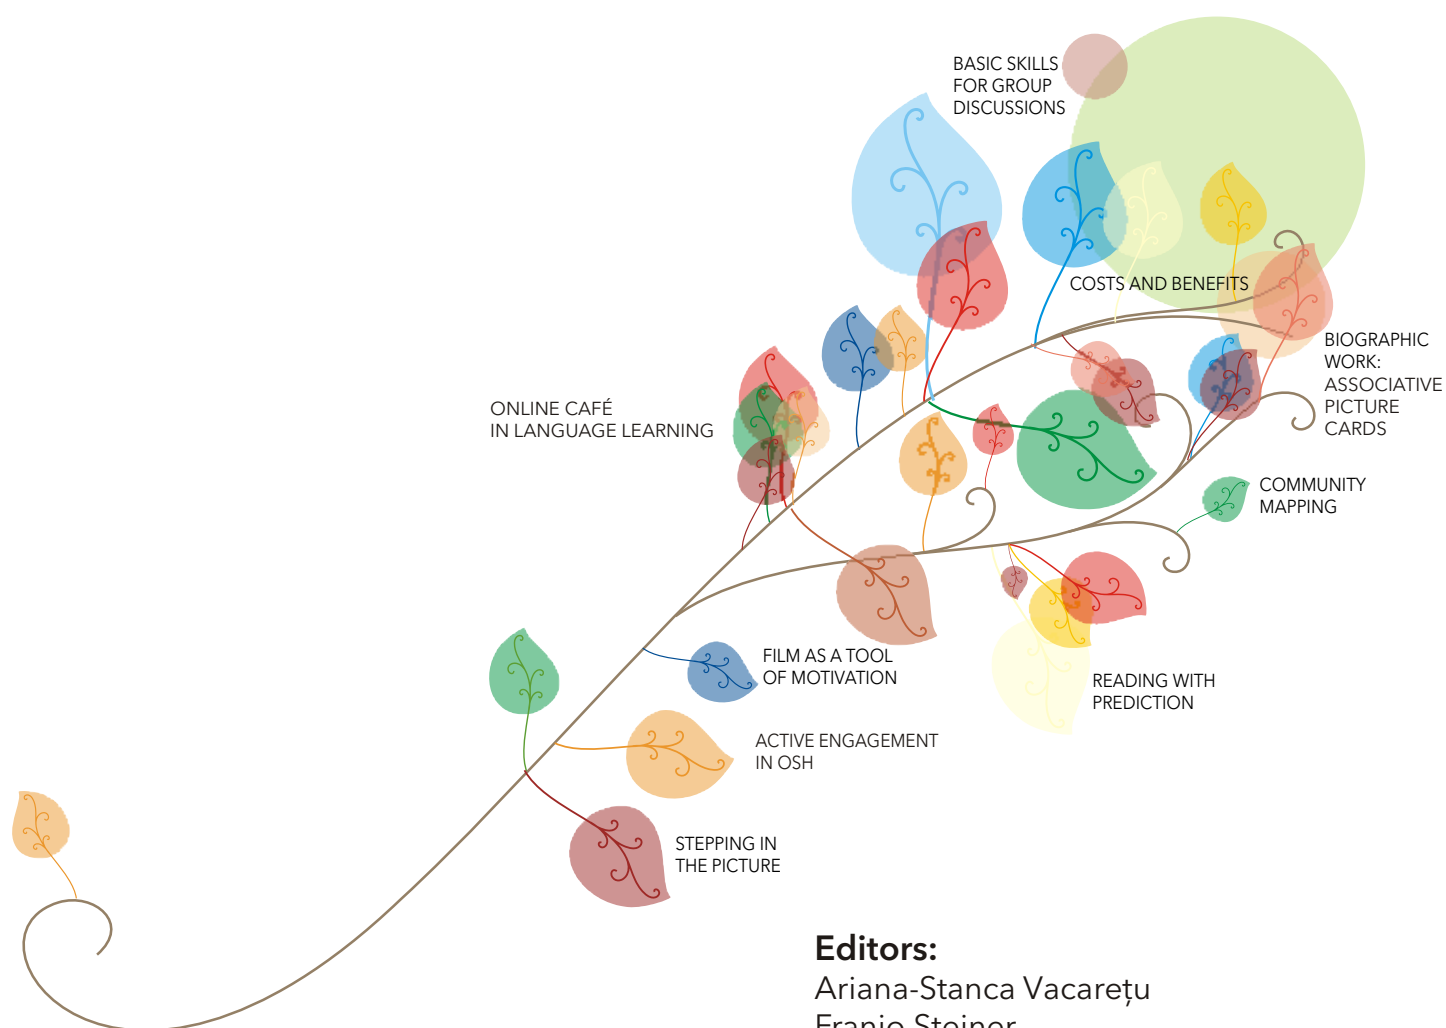 BASIC SKILLS
FOR GROUP
DISCUSSIONS
COSTS AND BENEFITS
BIOGRAPHIC
WORK:
ASSOCIATIVE
PICTURE
CARDS
ONLINE CAFÉ
IN LANGUAGE LEARNING
COMMUNITY
MAPPING
FILM AS A TOOL
OF MOTIVATION
READING WITH
PREDICTION
ACTIVE ENGAGEMENT
IN OSH
STEPPING IN
THE PICTURE
Editors:
Ariana-Stanca Vacarețu
Franjo Steiner